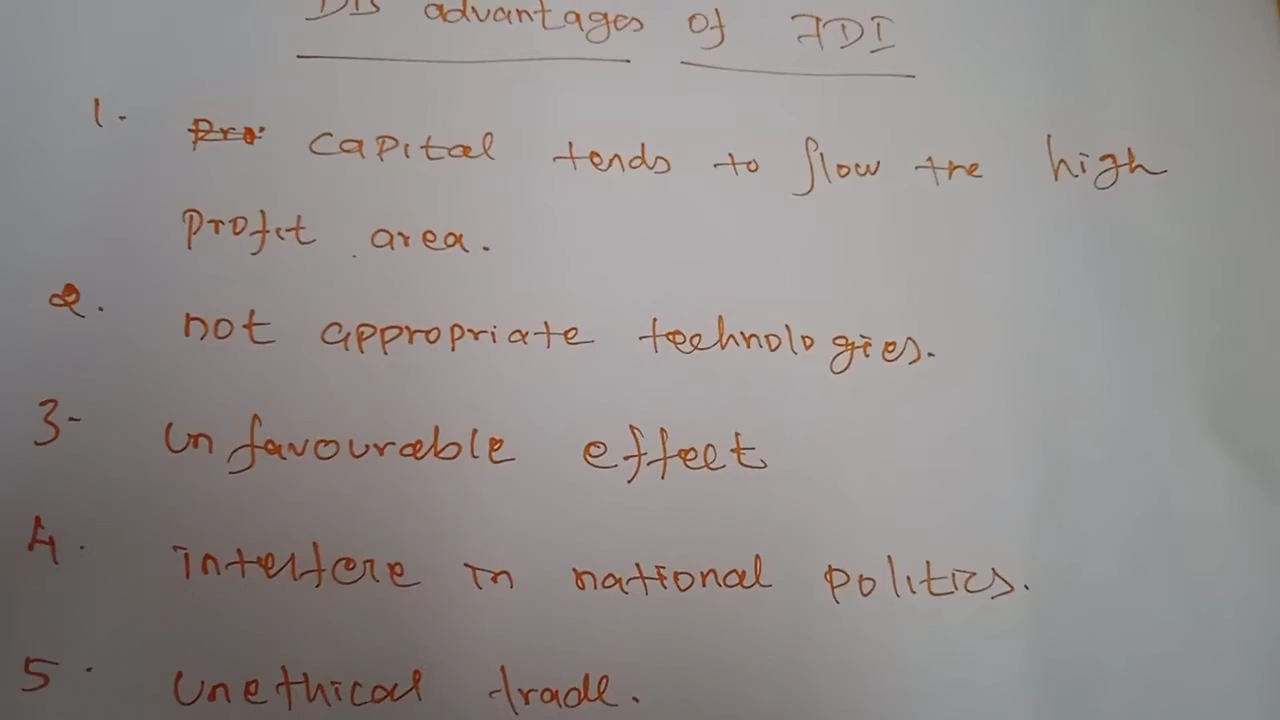 Dis advantages of FDI
1. capital tends to flow the high
profit area.
2. not appropriate technologies.
3- unfavourable effect
4. interfere in national politics.
5. unethical trade.